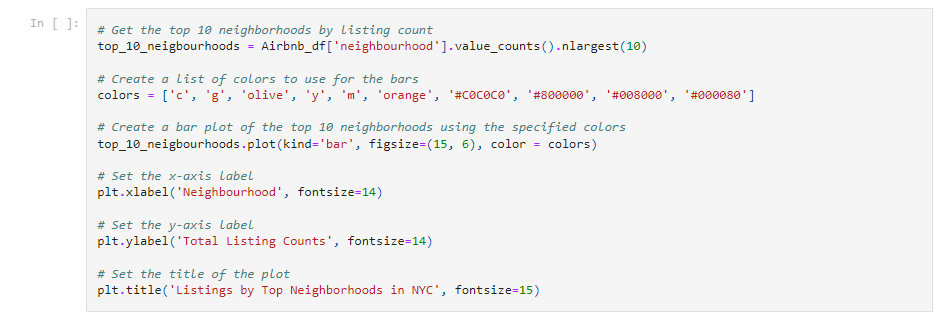 In [ ]:
# Get the top 10 neighborhoods by listing count
top_10_neigbourhoods = Airbnb_df['neighbourhood'].value_counts().nlargest(10)
# Create a list of colors to use for the bars
colors = ['c', 'g', 'olive', 'y', 'm', 'orange', '#C0C0C0', '#800000', '#008000', '#000080']
# Create a bar plot of the top 10 neighborhoods using the specified colors
top_10_neigbourhoods.plot(kind='bar', figsize=(15, 6), color = colors)
# Set the x-axis label
plt.xlabel('Neighbourhood', fontsize=14)
# Set the y-axis label
plt.ylabel('Total Listing Counts', fontsize=14)
# Set the title of the plot
plt.title('Listings by Top Neighborhoods in NYC', fontsize=15)